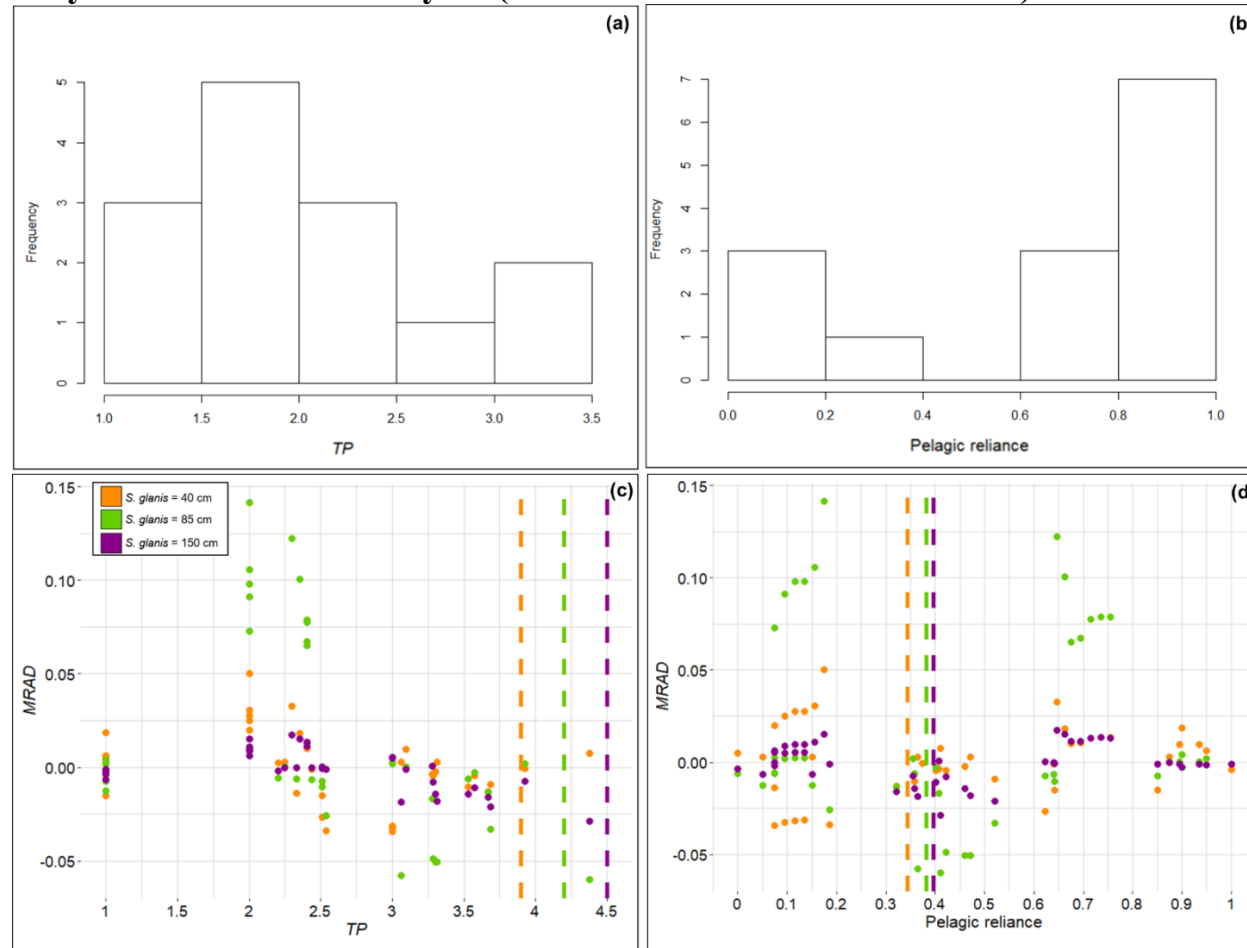 (a)
5
4
3
2
1
0
Frequency
1.0 1.5 2.0 2.5 3.0 3.5
TP
(b)
7
6
5
4
3
2
1
0
Frequency
0.0 0.2 0.4 0.6 0.8 1.0
Pelagic reliance
(c)
S. glanis = 40 cm
S. glanis = 85 cm
S. glanis = 150 cm
0.15
0.10
0.05
0.00
-0.05
MRAD
1 2 2.5 3 3.5 4 4.5
TP
(d)
0.15
0.10
0.05
0.00
-0.05
MRAD
0 0.1 0.2 0.3 0.4 0.5 0.6 0.7 0.8 0.9 1
Pelagic reliance